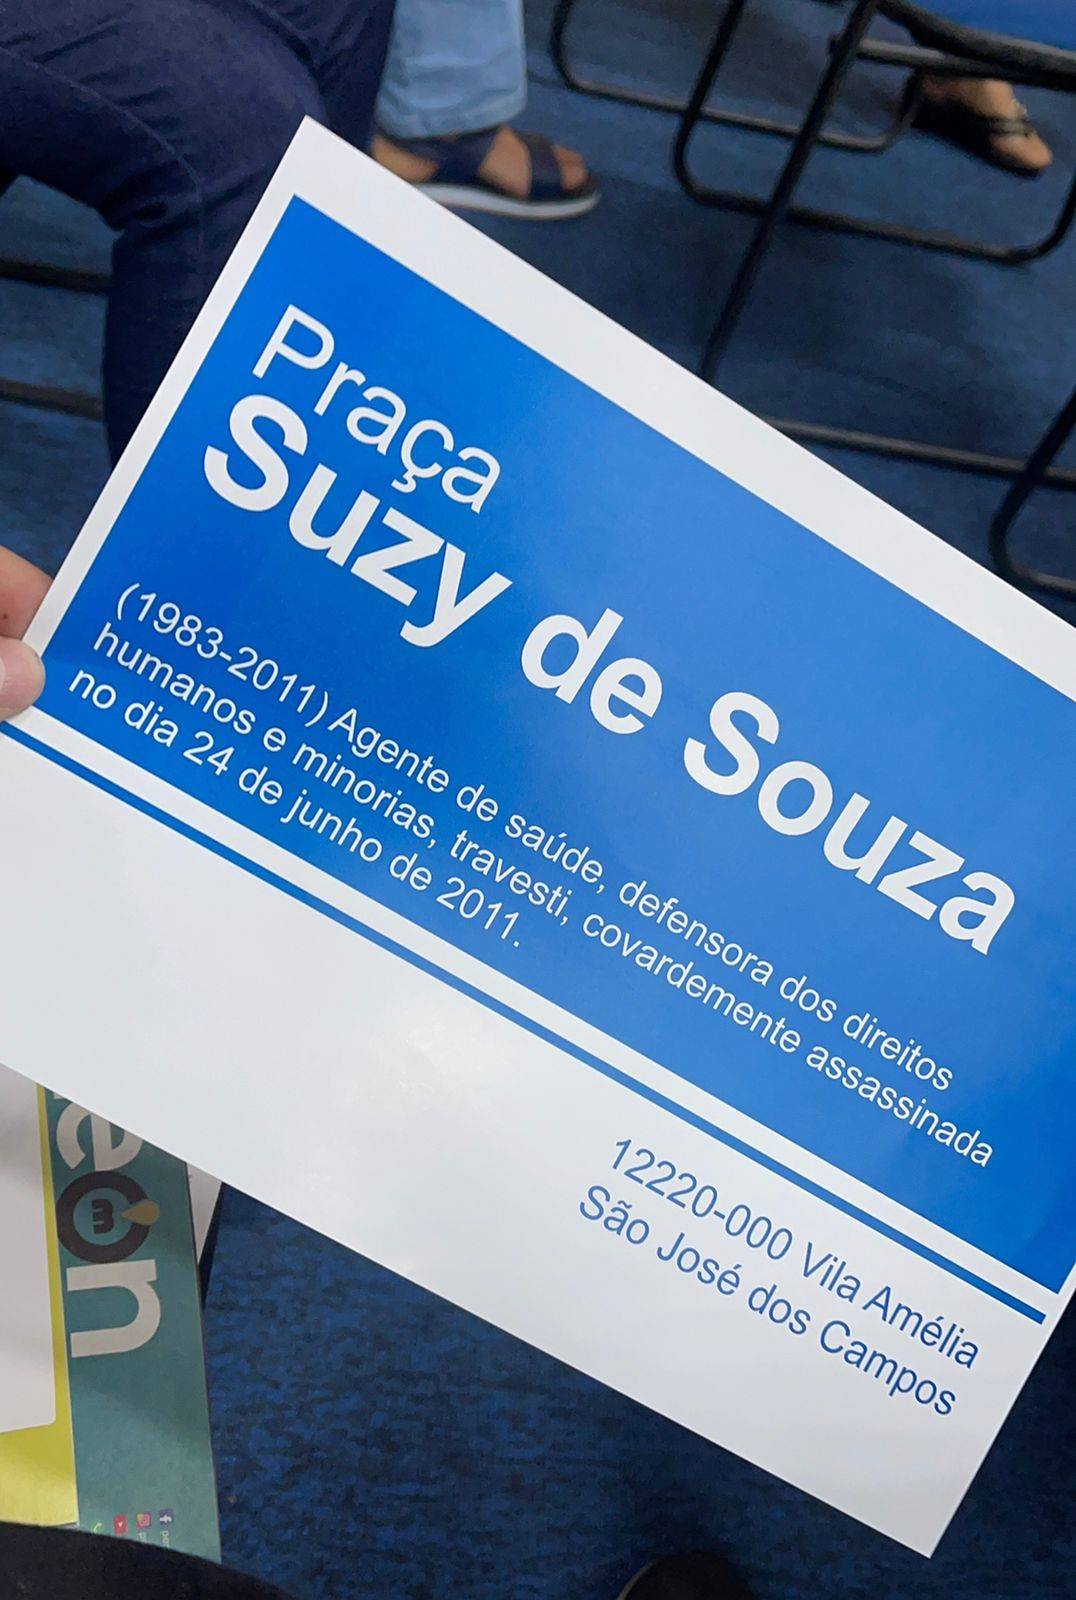 Praça
Suzy de Souza
(1983-2011) Agente de saúde, defensora dos direitos
humanos e minorias, travesti, covardemente assassinada
no dia 24 de junho de 2011.
12220-000 Vila Amélia
São José dos Campos